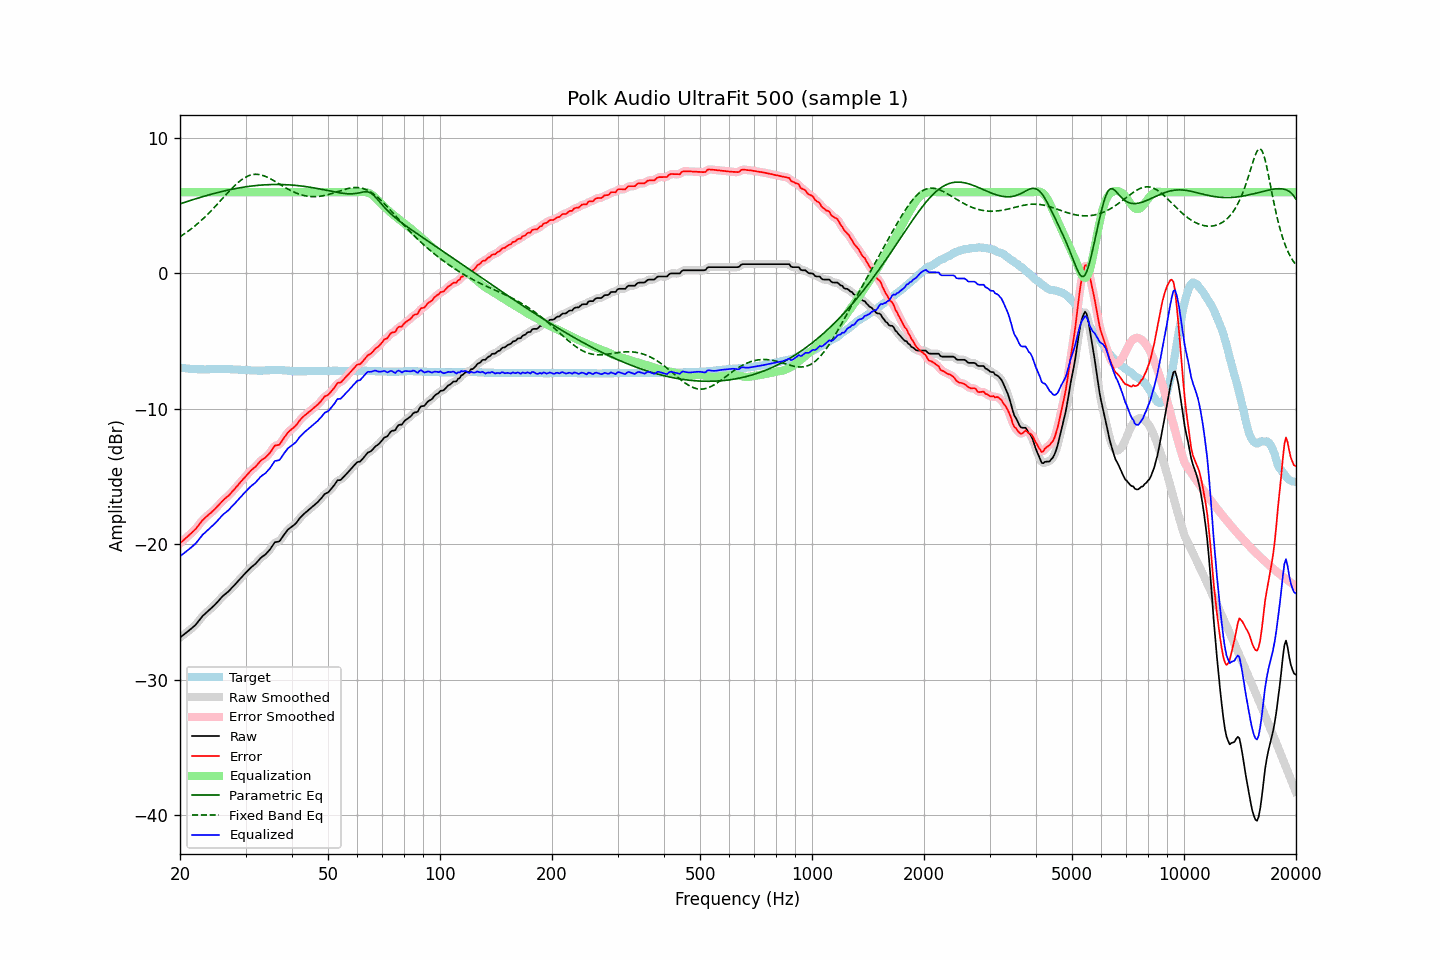 Polk Audio UltraFit 500 (sample 1)
10
0
−10
−20
−30
−40
Amplitude (dBr)
Target
Raw Smoothed
Error Smoothed
Raw
Error
Equalization
Parametric Eq
Fixed Band Eq
Equalized
20 50 100 200 500 1000 2000 5000 10000 20000
Frequency (Hz)